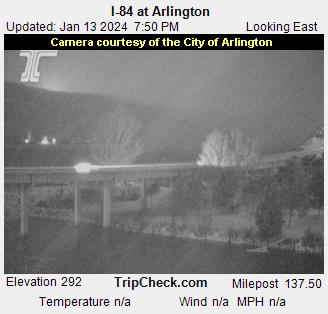 I-84 at Arlington
Updated: Jan 13 2024 7:50 PM Looking East
Camera courtesy of the City of Arlington
Elevation 292 TripCheck.com Milepost 137.50
Temperature n/a Wind n/a MPH n/a